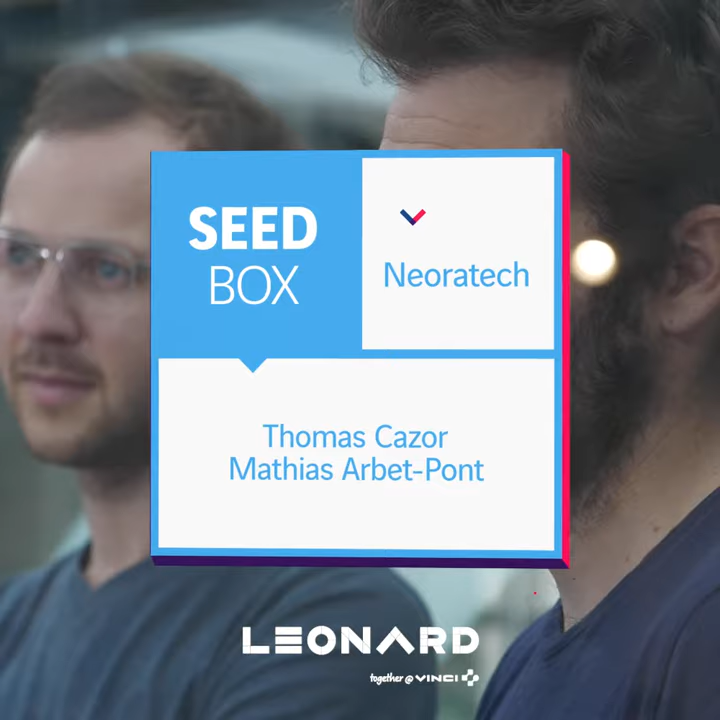 SEED
BOX
Neoratech
Thomas Cazor
Mathias Arbet-Pont
LEONARD
together @ VINCI